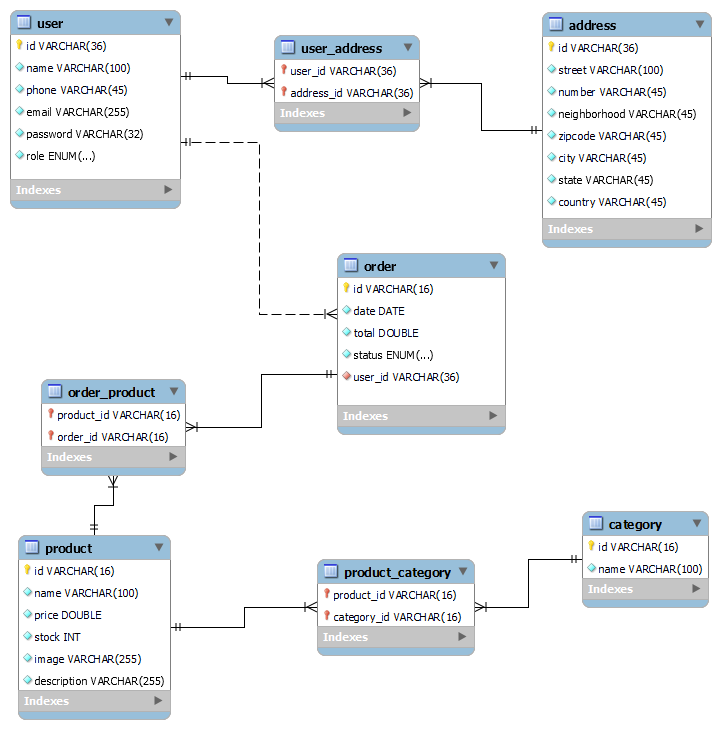 user
id VARCHAR(36)
name VARCHAR(100)
phone VARCHAR(45)
email VARCHAR(255)
password VARCHAR(32)
role ENUM(...)
Indexes
user_address
user_id VARCHAR(36)
address_id VARCHAR(36)
Indexes
address
id VARCHAR(36)
street VARCHAR(100)
number VARCHAR(45)
neighborhood VARCHAR(45)
zipcode VARCHAR(45)
city VARCHAR(45)
state VARCHAR(45)
country VARCHAR(45)
Indexes
order
id VARCHAR(16)
date DATE
total DOUBLE
status ENUM(...)
user_id VARCHAR(36)
Indexes
order_product
product_id VARCHAR(16)
order_id VARCHAR(16)
Indexes
product
id VARCHAR(16)
name VARCHAR(100)
price DOUBLE
stock INT
image VARCHAR(255)
description VARCHAR(255)
Indexes
product_category
product_id VARCHAR(16)
category_id VARCHAR(16)
Indexes
category
id VARCHAR(16)
name VARCHAR(100)
Indexes